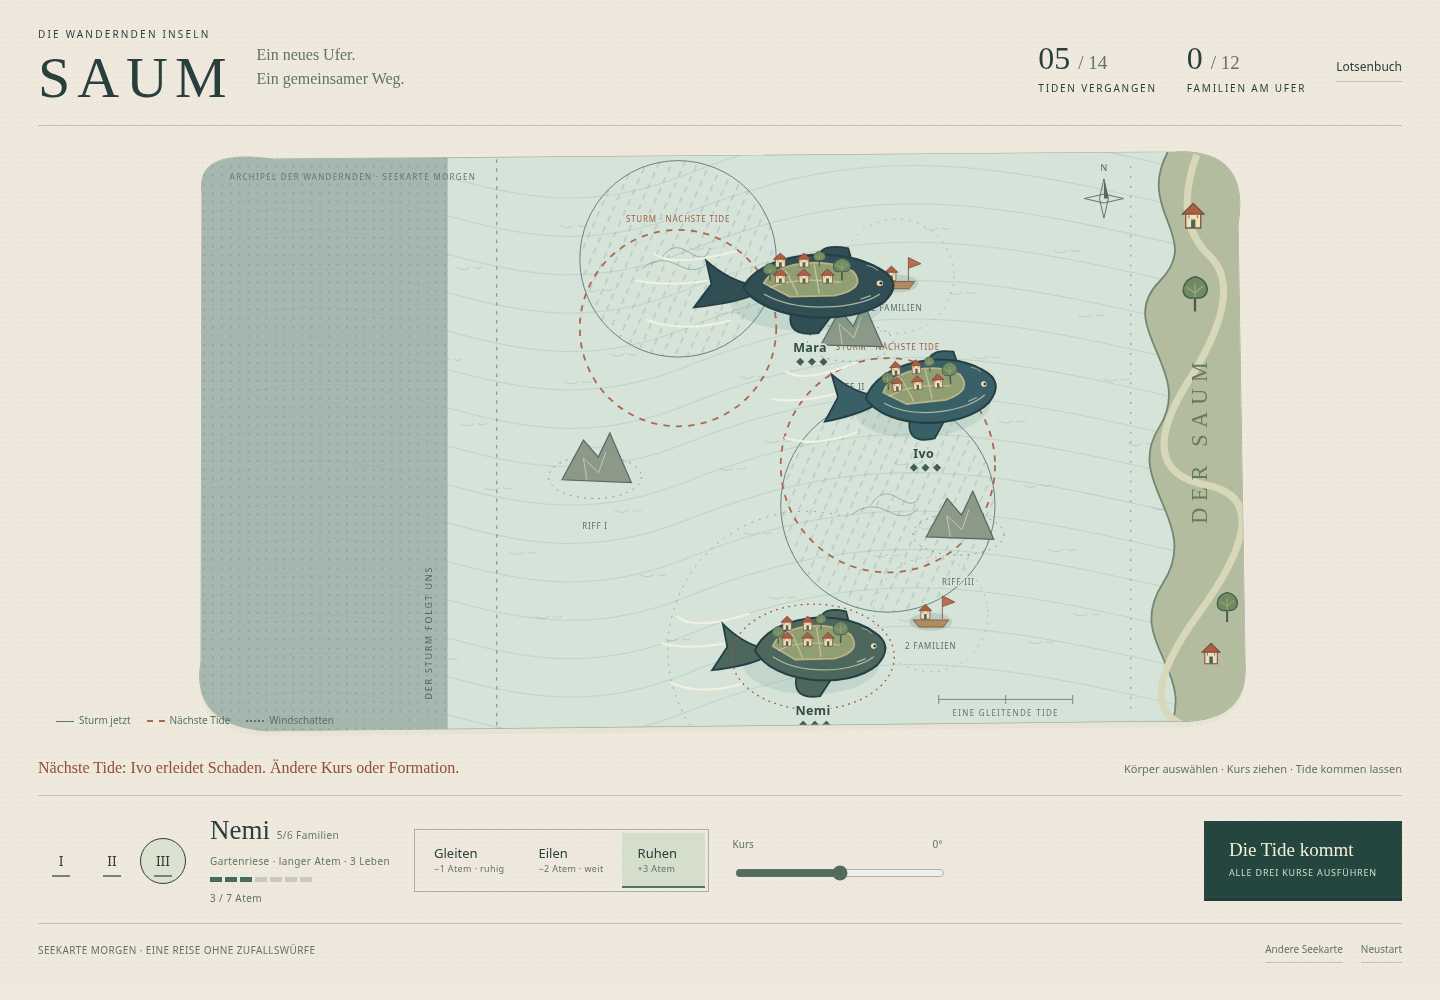 DIE WANDERNDEN INSELN
SAUM
Ein neues Ufer.
Ein gemeinsamer Weg.
05 / 14
TIDEN VERGANGEN
0 / 12
FAMILIEN AM UFER
Lotsenbuch
ARCHIPEL DER WANDERNDEN · SEEKARTE MORGEN
N
STURM · NÄCHSTE TIDE
FAMILIEN
Mara
STURM · NÄCHSTE TIDE
II
Ivo
DER SAUM
RIFF I
RIFF III
DER STURM FOLGT UNS
2 FAMILIEN
Nemi
EINE GLEITENDE TIDE
Sturm jetzt
Nächste Tide
Windschatten
Nächste Tide: Ivo erleidet Schaden. Ändere Kurs oder Formation.
Körper auswählen · Kurs ziehen · Tide kommen lassen
I
II
III
Nemi 5/6 Familien
Gartenriese · langer Atem · 3 Leben
3 / 7 Atem
Gleiten
−1 Atem · ruhig
Eilen
−2 Atem · weit
Ruhen
+3 Atem
Kurs
0°
Die Tide kommt
ALLE DREI KURSE AUSFÜHREN
SEEKARTE MORGEN · EINE REISE OHNE ZUFALLSWÜRFE
Andere Seekarte
Neustart